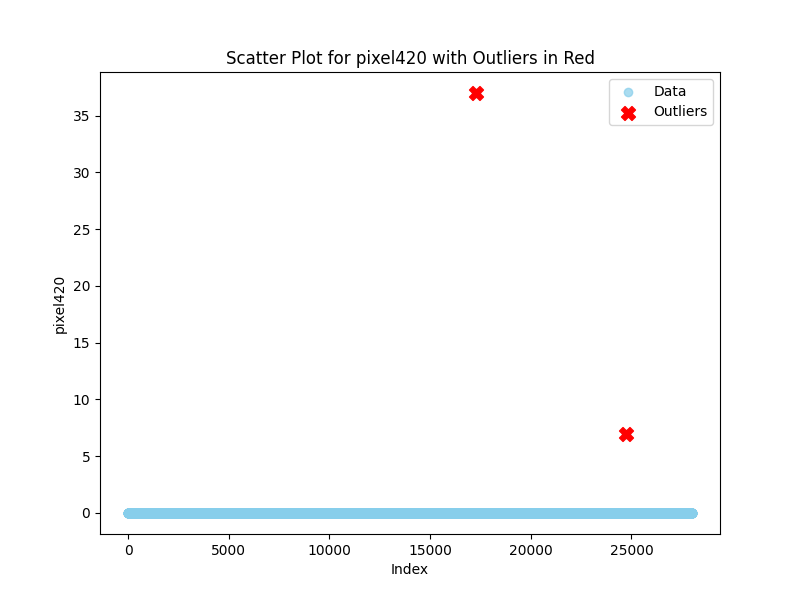 Scatter Plot for pixel420 with Outliers in Red
Data
Outliers
35
30
25
20
15
10
5
0
pixel420
0 5000 10000 15000 20000 25000
Index